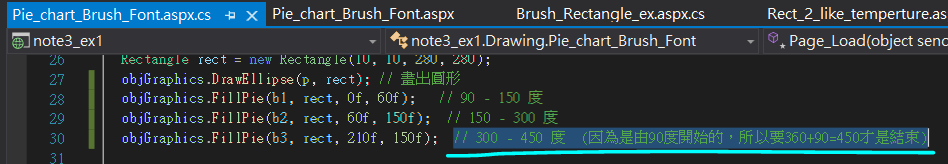 Pie_chart_Brush_Font.aspx.cs Pie_chart_Brush_Font.aspx Brush_Rectangle_ex.aspx.cs Rect_2_like_temperture.as
note3_ex1 note3_ex1.Drawing.Pie_chart_Brush_Font Page_Load(object senc
26 Rectangle rect = new Rectangle(10, 10, 280, 280);
27 objGraphics.DrawEllipse(p, rect); // 畫出圓形
28 objGraphics.FillPie(b1, rect, 0f, 60f); // 90 - 150 度
29 objGraphics.FillPie(b2, rect, 60f, 150f); // 150 - 300 度
30 objGraphics.FillPie(b3, rect, 210f, 150f); // 300 - 450 度 (因為是由90度開始的，所以要360+90=450才是結束)
31